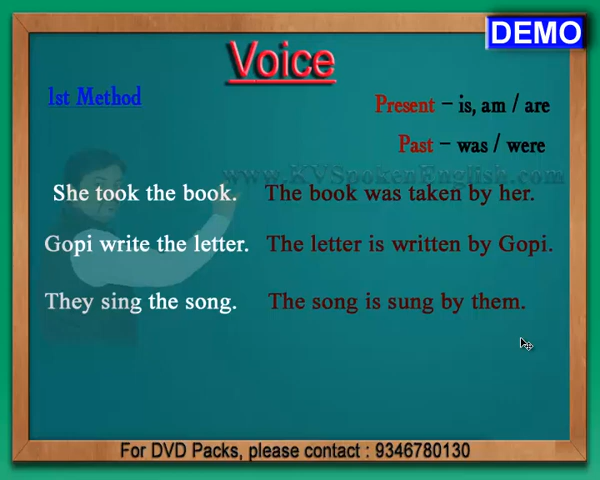 DEMO
Voice
1st Method
Present – is, am / are
Past – was / were
www.KVSpokenEnglish.com
She took the book. The book was taken by her.
Gopi write the letter. The letter is written by Gopi.
They sing the song. The song is sung by them.
For DVD Packs, please contact : 9346780130